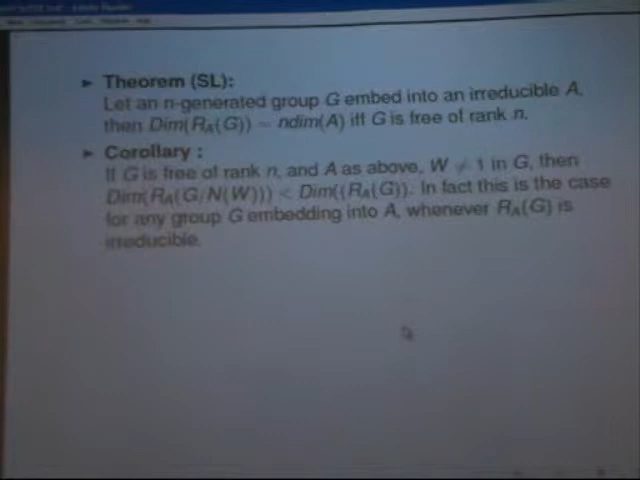 ► Theorem (SL):
Let an n-generated group G embed into an irreducible A,
then Dim(R_A(G)) = ndim(A) iff G is free of rank n.
► Corollary :
If G is free of rank n, and A as above, W ≠ 1 in G, then
Dim(R_A(G/N(W))) < Dim((R_A(G)). In fact this is the case
for any group G embedding into A, whenever R_A(G) is
irreducible.